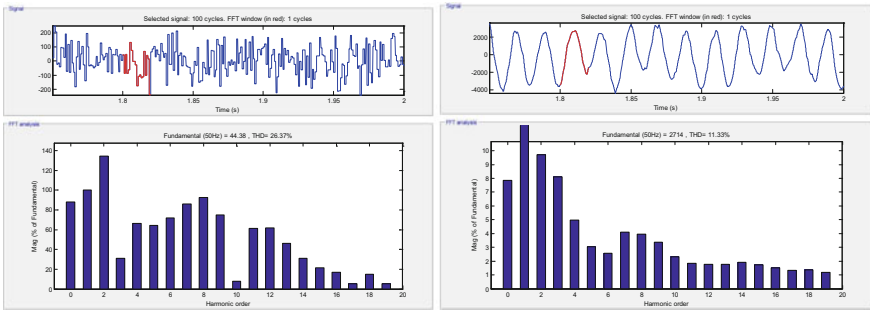 Signal
Selected signal: 100 cycles. FFT window (in red): 1 cycles
200
100
0
-100
-200
1.8
1.85
1.9
1.95
2
Time (s)
FFT analysis
Fundamental (50Hz) = 44.38 , THD= 26.37%
Mag (% of Fundamental)
140
120
100
80
60
40
20
0
0 2 4 6 8 10 12 14 16 18 20
Harmonic order
Signal
Selected signal: 100 cycles. FFT window (in red): 1 cycles
2000
0
-2000
-4000
1.8
1.85
1.9
1.95
2
Time (s)
FFT analysis
Fundamental (50Hz) = 2714 , THD= 11.33%
Mag (% of Fundamental)
10
9
8
7
6
5
4
3
2
1
0
0 2 4 6 8 10 12 14 16 18 20
Harmonic order